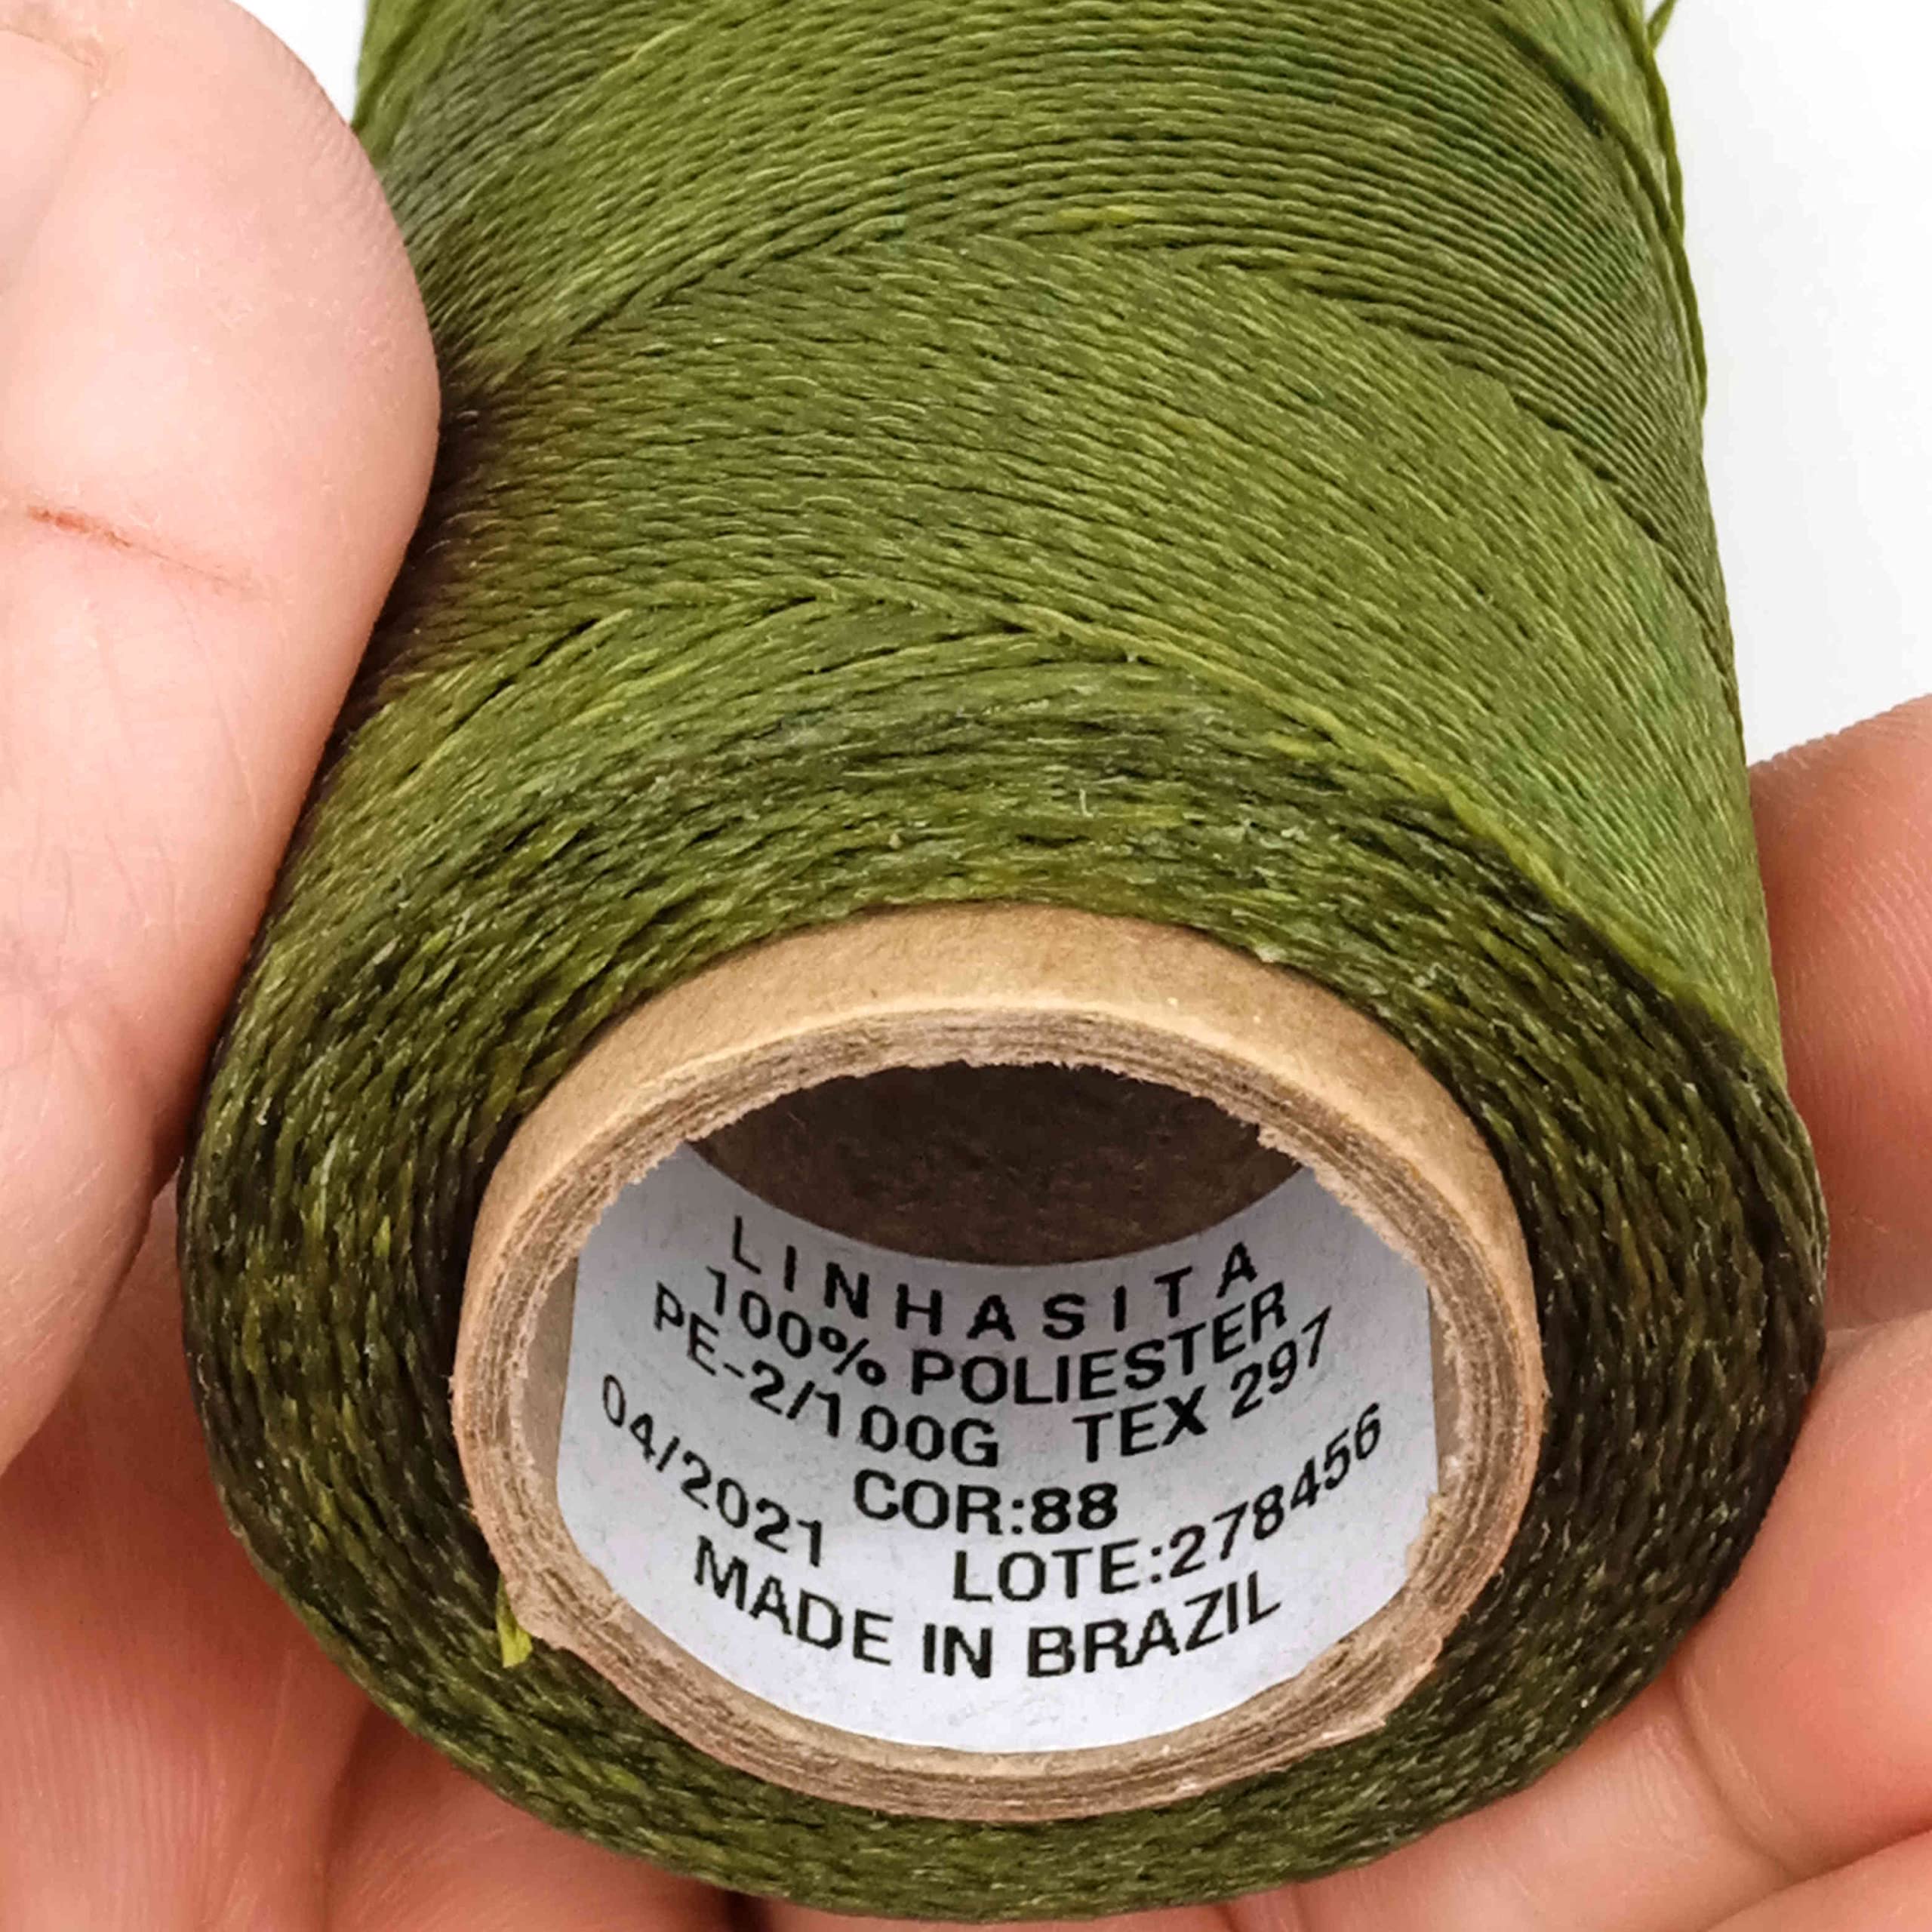 LINHASITA
100% POLIESTER
PE-2/100G TEX 297
COR:88
04/2021 LOTE:278456
MADE IN BRAZIL